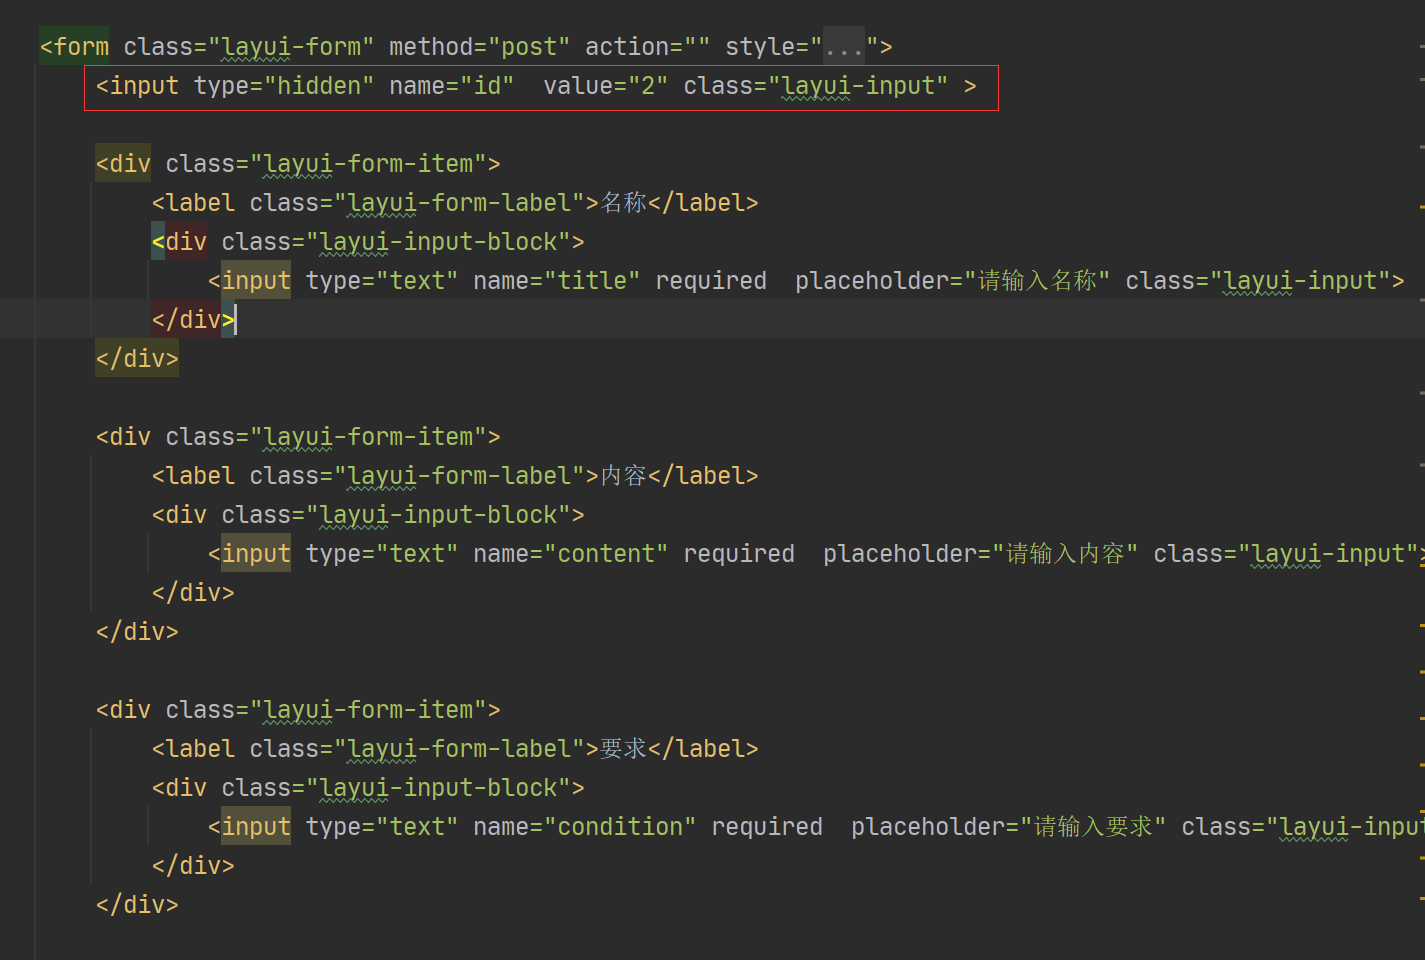 <form class="layui-form" method="post" action="" style="...">
<input type="hidden" name="id"  value="2" class="layui-input" >
<div class="layui-form-item">
<label class="layui-form-label">名称</label>
<div class="layui-input-block">
<input type="text" name="title" required  placeholder="请输入名称" class="layui-input">
</div>
</div>
<div class="layui-form-item">
<label class="layui-form-label">内容</label>
<div class="layui-input-block">
<input type="text" name="content" required  placeholder="请输入内容" class="layui-input">
</div>
</div>
<div class="layui-form-item">
<label class="layui-form-label">要求</label>
<div class="layui-input-block">
<input type="text" name="condition" required  placeholder="请输入要求" class="layui-input
</div>
</div>